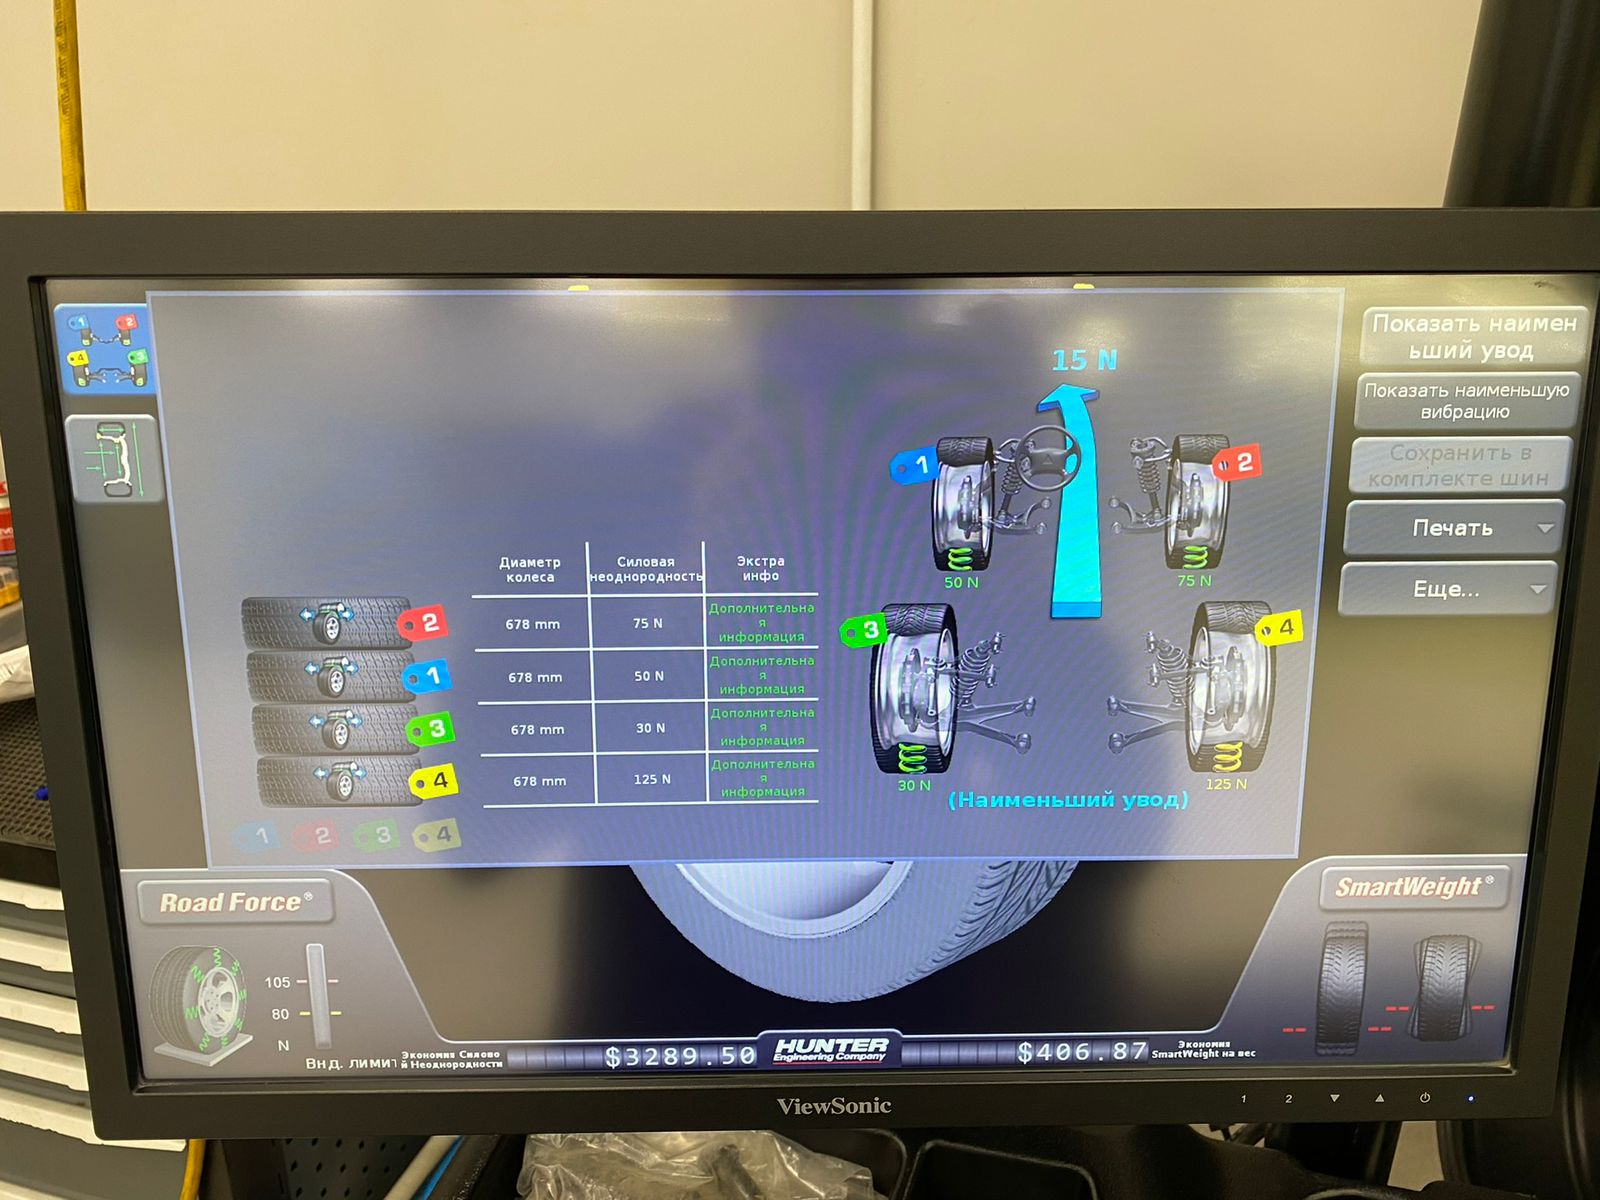 15 N
Показать наимен
ьший увод
Показать наименьшую
вибрацию
Сохранить в
комплекте шин
Печать
Еще...
1
2
4
3
1
2
50 N
75 N
3
4
30 N
125 N
(Наименьший увод)
Диаметр
колеса
Силовая
неоднородность
Экстра
инфо
2
678 mm
75 N
Дополнительна
я
информация
1
678 mm
50 N
Дополнительна
я
информация
3
678 mm
30 N
Дополнительна
я
информация
4
678 mm
125 N
Дополнительна
я
информация
1 2 3 4
Road Force®
105
80
N
Внд. лимит
Экономия Силово
й Неоднородности
$3289.50
HUNTER
Engineering Company
$406.87
Экономия
SmartWeight на вес
SmartWeight®
ViewSonic
1 2